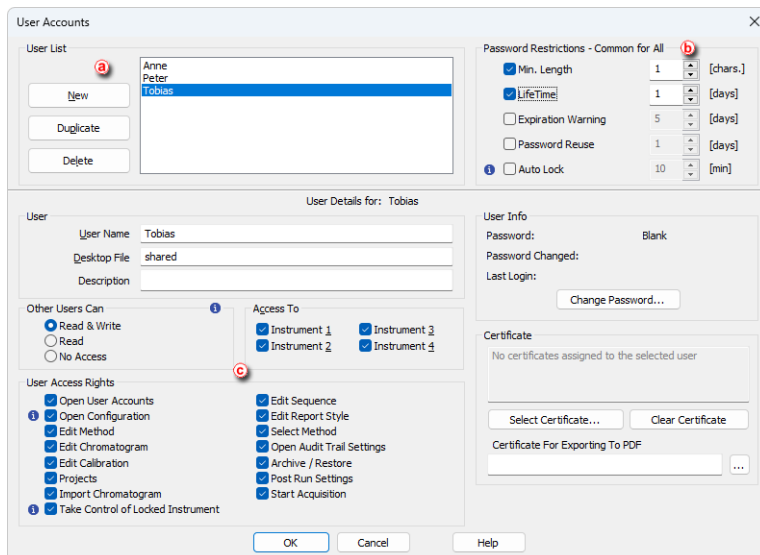 User Accounts
User List
a
Anne
Peter
Tobias
New
Duplicate
Delete
Password Restrictions - Common for All
b
Min. Length 1 [chars.]
LifeTime 1 [days]
Expiration Warning 5 [days]
Password Reuse 1 [days]
Auto Lock 10 [min]
User Details for: Tobias
User
User Name Tobias
Desktop File shared
Description
User Info
Password: Blank
Password Changed:
Last Login:
Change Password...
Other Users Can
Read & Write
Read
No Access
Access To
Instrument 1 Instrument 3
Instrument 2 Instrument 4
Certificate
No certificates assigned to the selected user
Select Certificate... Clear Certificate
Certificate For Exporting To PDF
...
c
User Access Rights
Open User Accounts Edit Sequence
Open Configuration Edit Report Style
Edit Method Select Method
Edit Chromatogram Open Audit Trail Settings
Edit Calibration Archive / Restore
Projects Post Run Settings
Import Chromatogram Start Acquisition
Take Control of Locked Instrument
OK Cancel Help